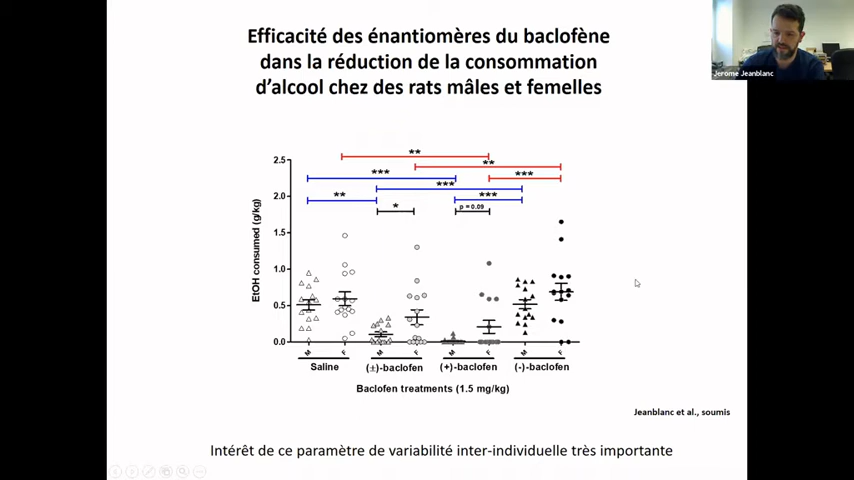 Efficacité des énantiomères du baclofène
dans la réduction de la consommation
d'alcool chez des rats mâles et femelles
Jerome Jeanblanc
**
**
***
***
***
**
***
*
p = 0.09
2.5
2.0
1.5
1.0
0.5
0.0
EtOH consumed (g/kg)
M F M F M F M F
Saline (±)-baclofen (+)-baclofen (-)-baclofen
Baclofen treatments (1.5 mg/kg)
Jeanblanc et al., soumis
Intérêt de ce paramètre de variabilité inter-individuelle très importante